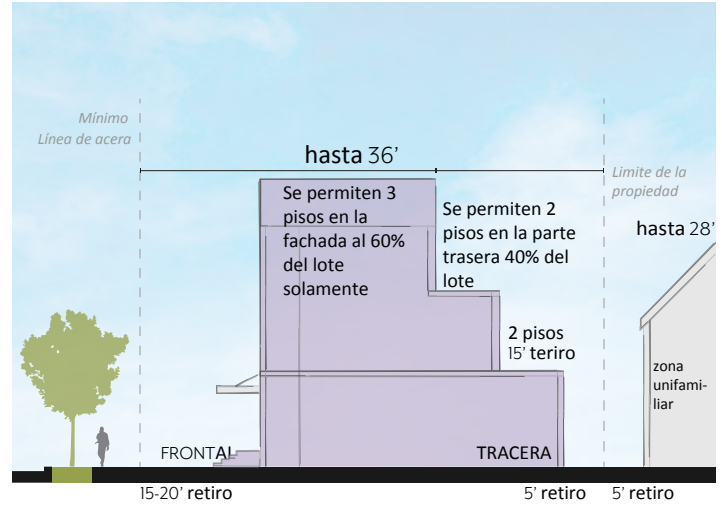 Mínimo
Línea de acera
hasta 36’
Se permiten 3
pisos en la
fachada al 60%
del lote
solamente
Se permiten 2
pisos en la parte
trasera 40% del
lote
Limite de la
propiedad
hasta 28’
2 pisos
15’ teriro
zona
unifami-
liar
FRONTAL
TRACERA
15-20’ retiro
5’ retiro
5’ retiro